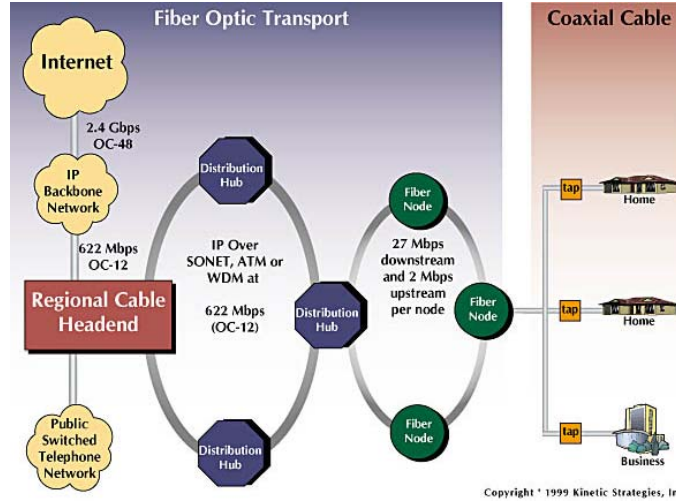 Fiber Optic Transport
Coaxial Cable
Internet
2.4 Gbps
OC-48
IP
Backbone
Network
622 Mbps
OC-12
Regional Cable
Headend
Public
Switched
Telephone
Network
Distribution
Hub
IP Over
SONET, ATM or
WDM at
622 Mbps
(OC-12)
Distribution
Hub
Distribution
Hub
Fiber
Node
27 Mbps
downstream
and 2 Mbps
upstream
per node
Fiber
Node
Fiber
Node
tap
Home
tap
Home
tap
Business
Copyright ' 1999 Kinetic Strategies, In